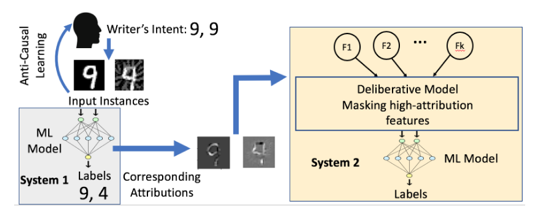 Anti-Causal
Learning
Writer's Intent: 9, 9
Input Instances
ML
Model
System 1
Labels
9, 4
Corresponding
Attributions
F1
F2
...
Fk
Deliberative Model
Masking high-attribution
features
System 2
ML Model
Labels